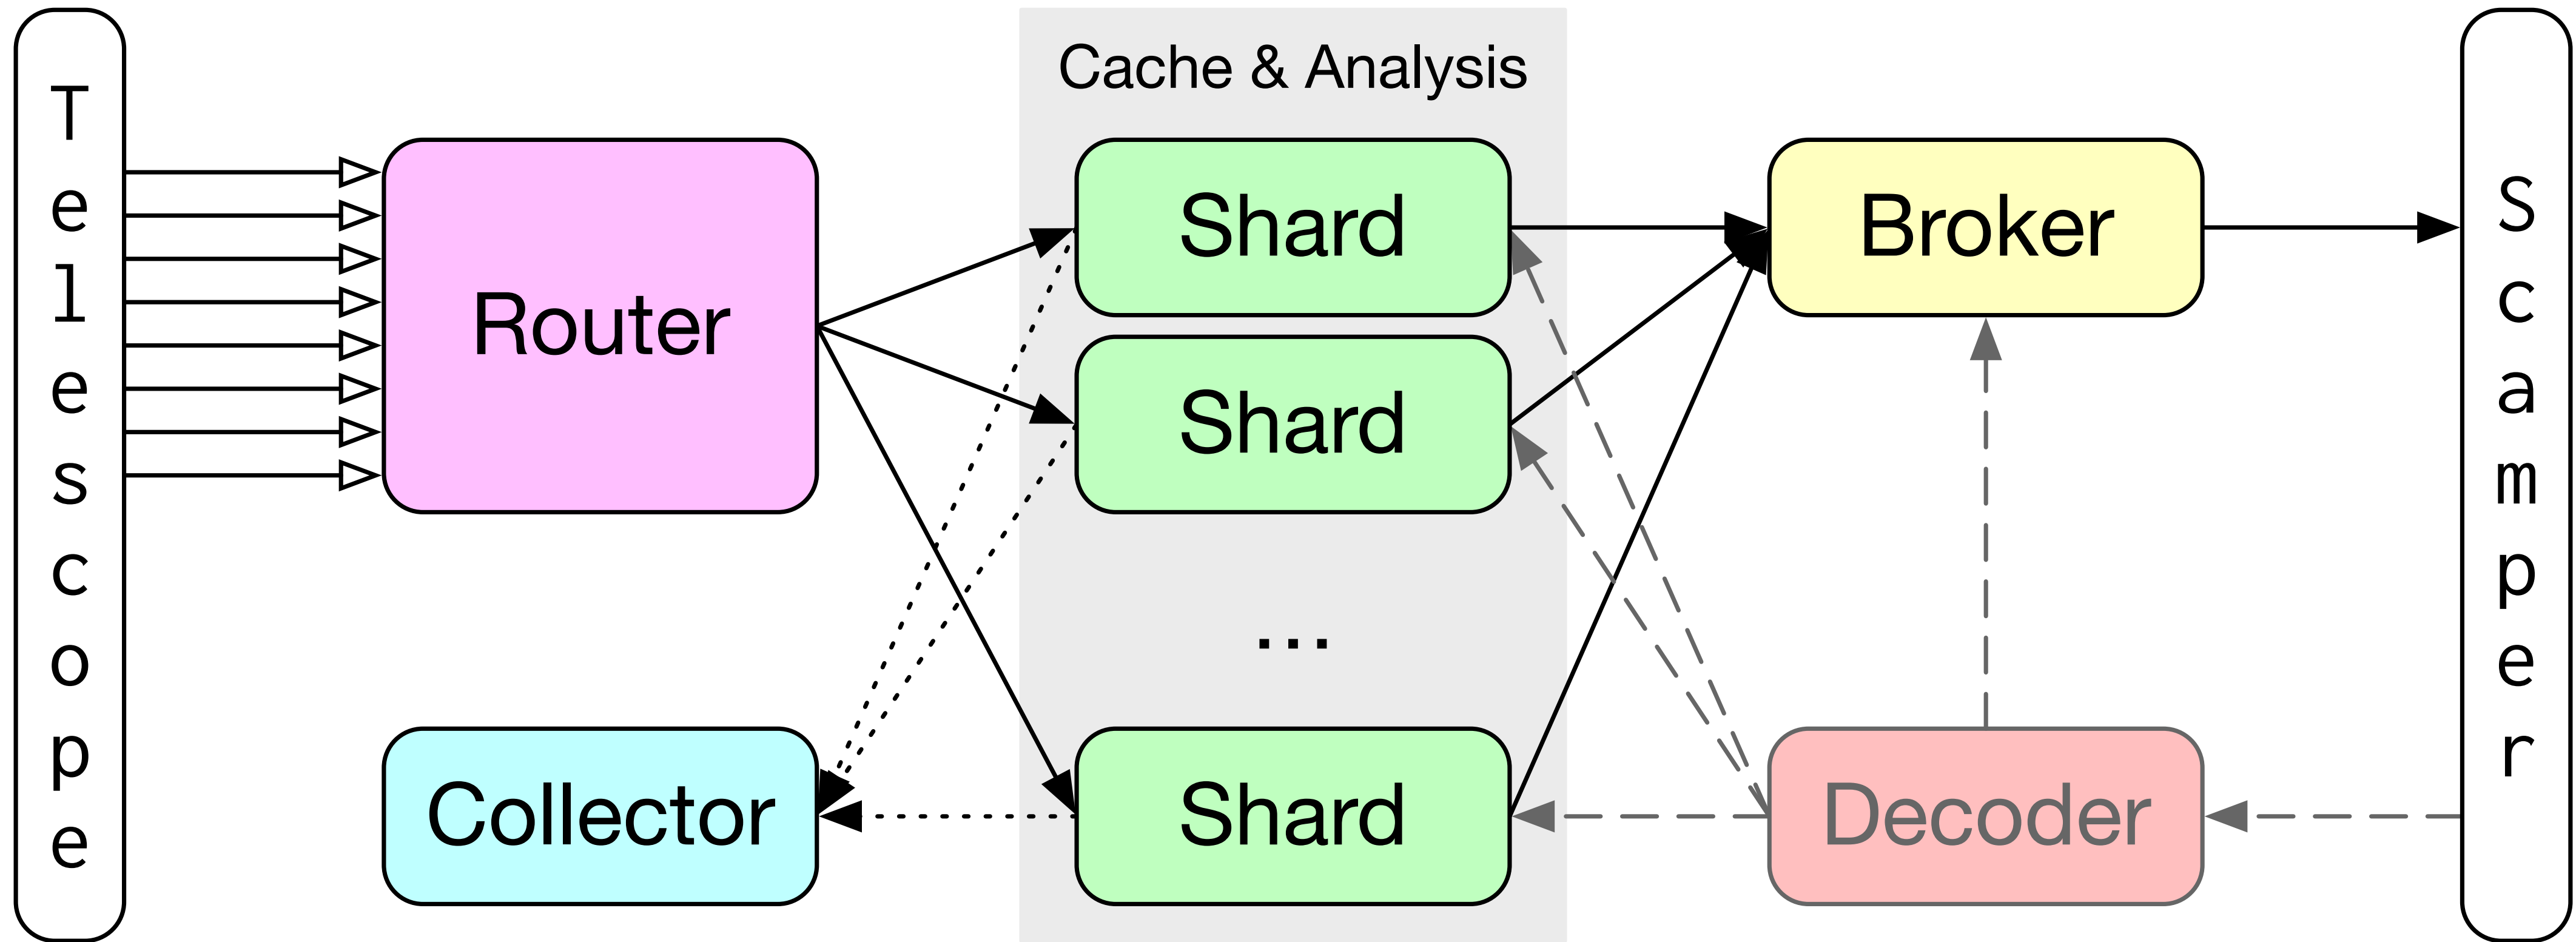 Telescope
Cache & Analysis
Router
Shard
Broker
Shard
...
Collector
Shard
Decoder
Scamper